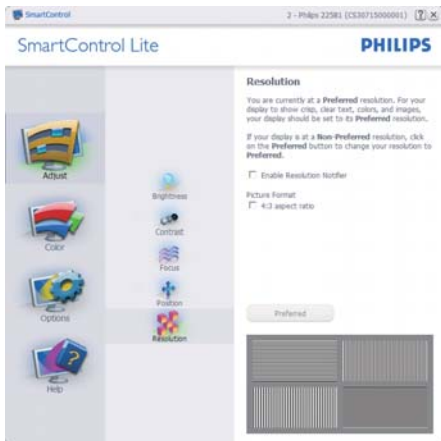 SmartControl
2 - Philips 225B1 (CS30715000001)
SmartControl Lite
PHILIPS
Adjust
Color
Options
Help
Brightness
Contrast
Focus
Position
Resolution
Resolution
You are currently at a Preferred resolution. For your
display to show crisp, clear text, colors, and images,
your display should be set to its Preferred resolution.
If your display is at a Non-Preferred resolution, click
on the Preferred button to change your resolution to
Preferred.
Enable Resolution Notifier
Picture Format
4:3 aspect ratio
Preferred